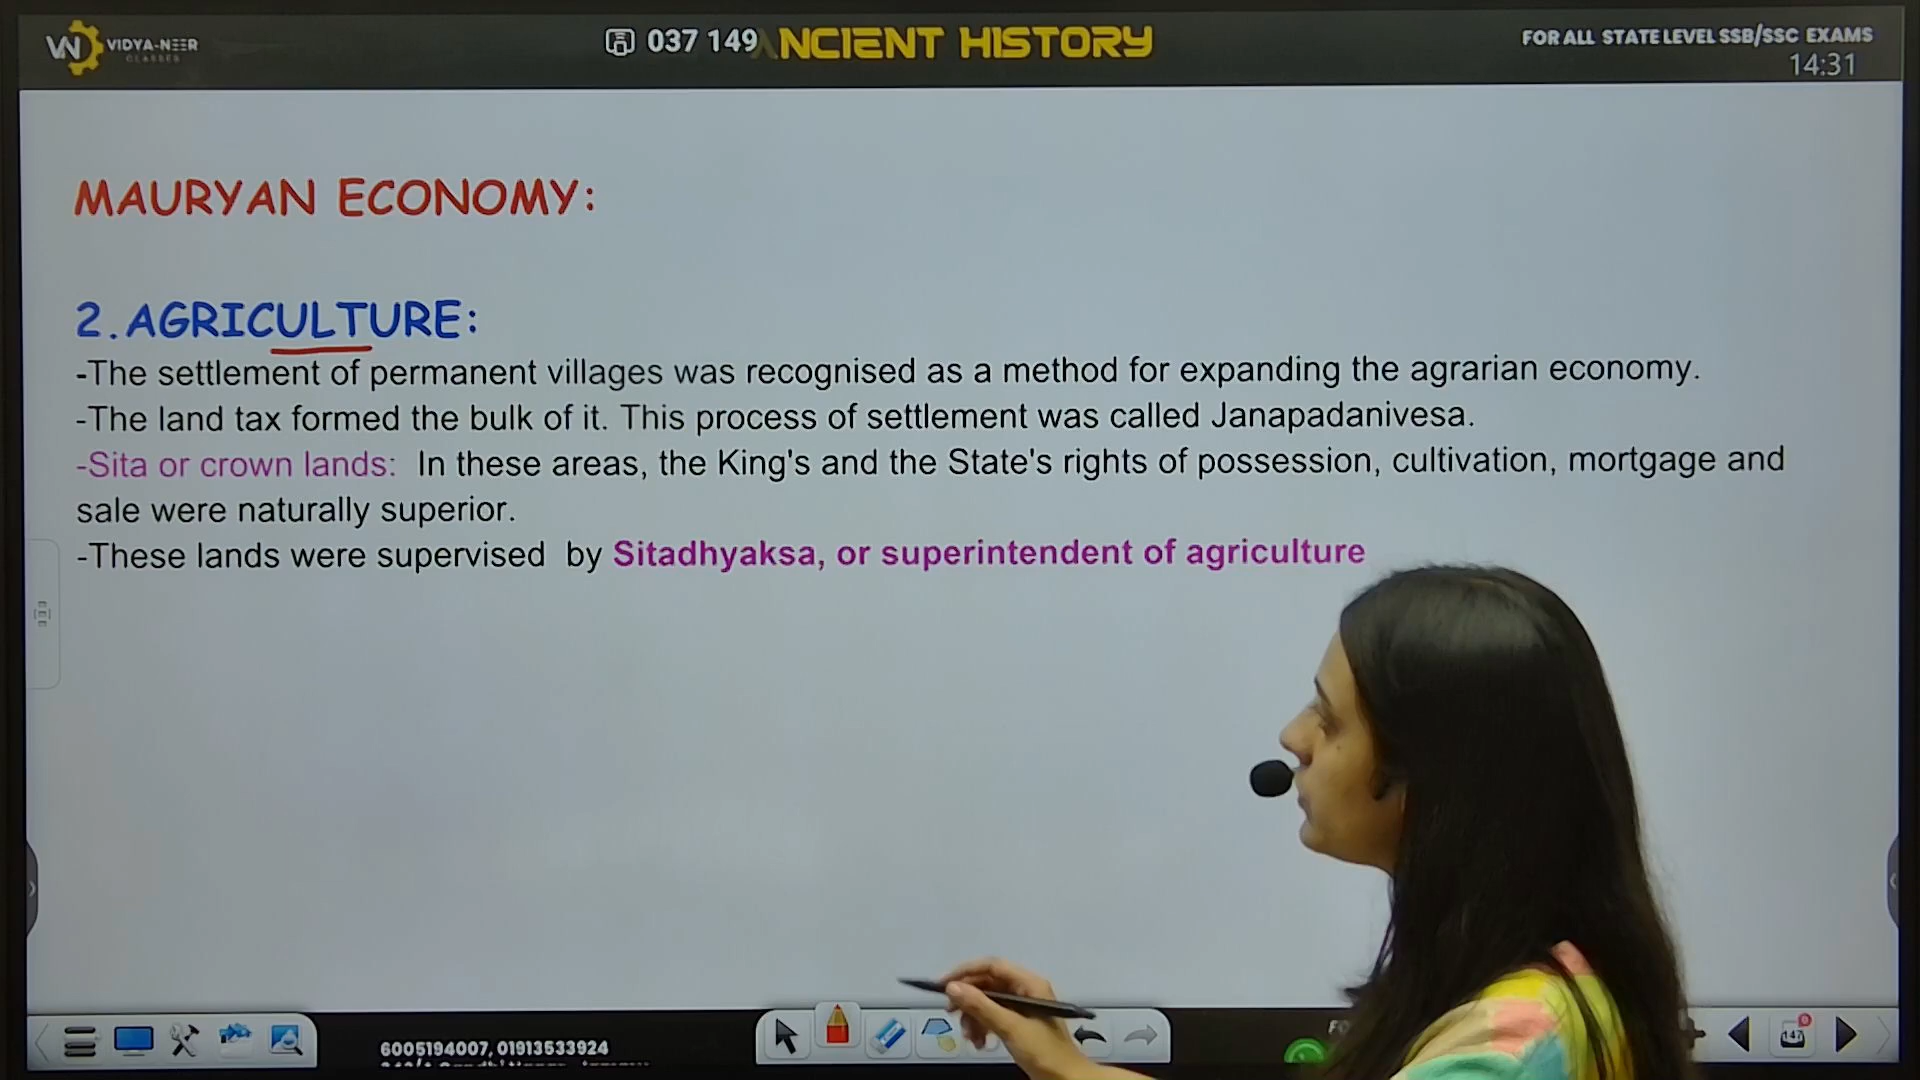 VN VIDYA-NEER
CLASSES
037 149 ANCIENT HISTORY
FOR ALL STATE LEVEL SSB/SSC EXAMS
14:31
MAURYAN ECONOMY:
2.AGRICULTURE:
-The settlement of permanent villages was recognised as a method for expanding the agrarian economy.
-The land tax formed the bulk of it. This process of settlement was called Janapadanivesa.
-Sita or crown lands: In these areas, the King's and the State's rights of possession, cultivation, mortgage and
sale were naturally superior.
-These lands were supervised by Sitadhyaksa, or superintendent of agriculture
6005194007, 01913533924
147